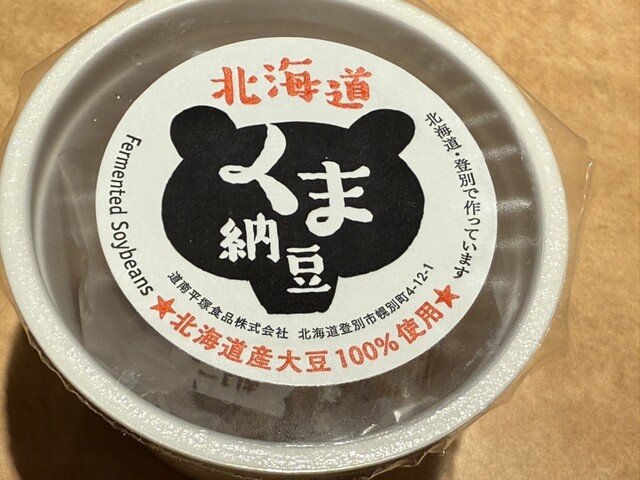 北海道
くま
納豆
北海道・登別で作っています
Fermented Soybeans
道南平塚食品株式会社 北海道登別市幌別町4-12-1
★北海道産大豆100%使用★